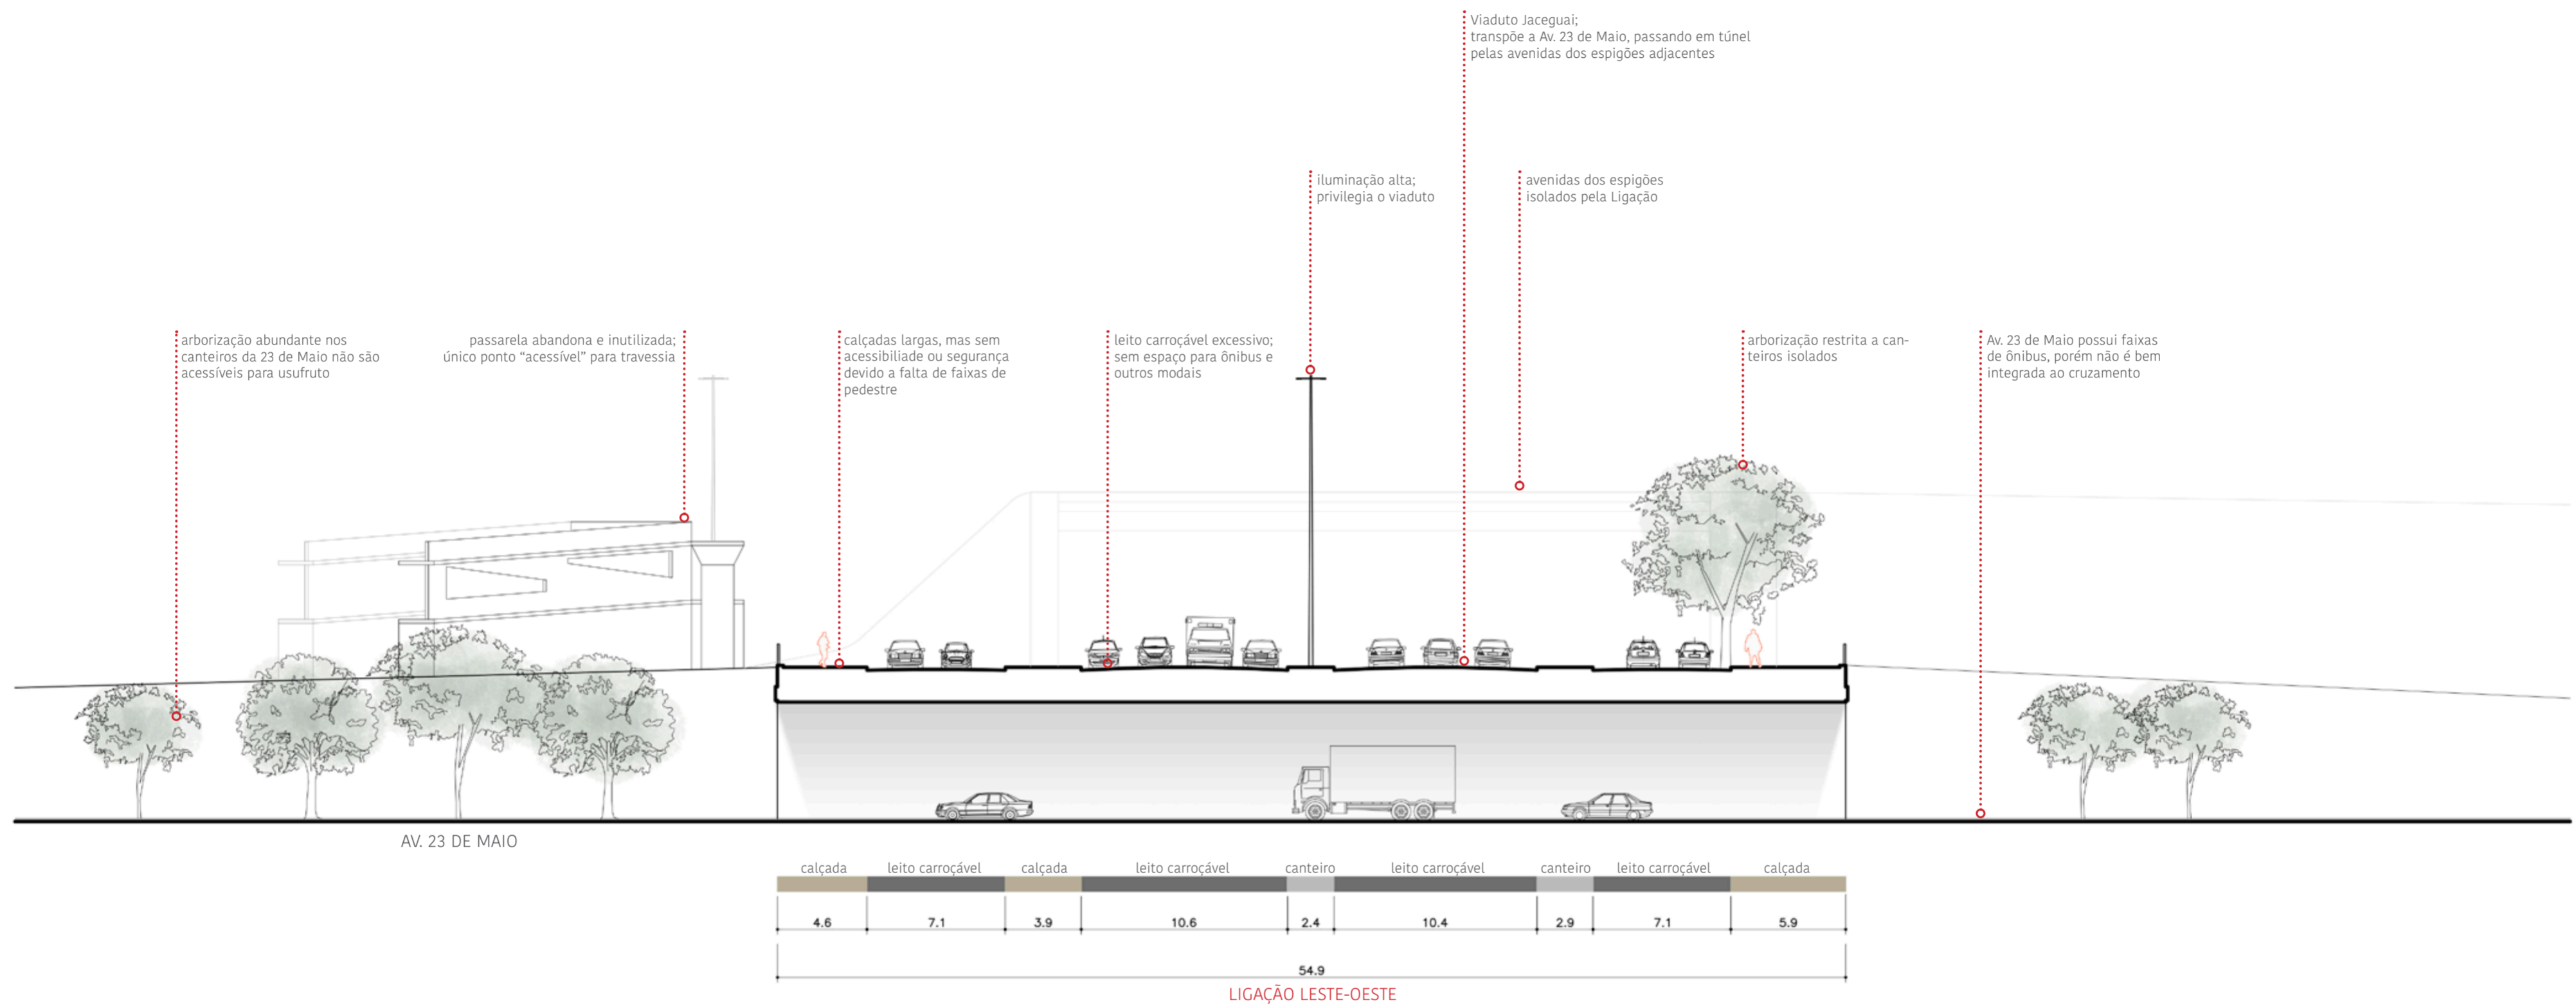 Viaduto Jaceguai;
transpõe a Av. 23 de Maio, passando em túnel
pelas avenidas dos espigões adjacentes
iluminação alta;
privilegia o viaduto
avenidas dos espigões
isolados pela Ligação
arborização abundante nos
canteiros da 23 de Maio não são
acessíveis para usufruto
passarela abandona e inutilizada;
único ponto “acessível” para travessia
calçadas largas, mas sem
acessibiliade ou segurança
devido a falta de faixas de
pedestre
leito carroçável excessivo;
sem espaço para ônibus e
outros modais
arborização restrita a can-
teiros isolados
Av. 23 de Maio possui faixas
de ônibus, porém não é bem
integrada ao cruzamento
AV. 23 DE MAIO
calçada leito carroçável calçada leito carroçável canteiro leito carroçável canteiro leito carroçável calçada
4.6 7.1 3.9 10.6 2.4 10.4 2.9 7.1 5.9
54.9
LIGAÇÃO LESTE-OESTE